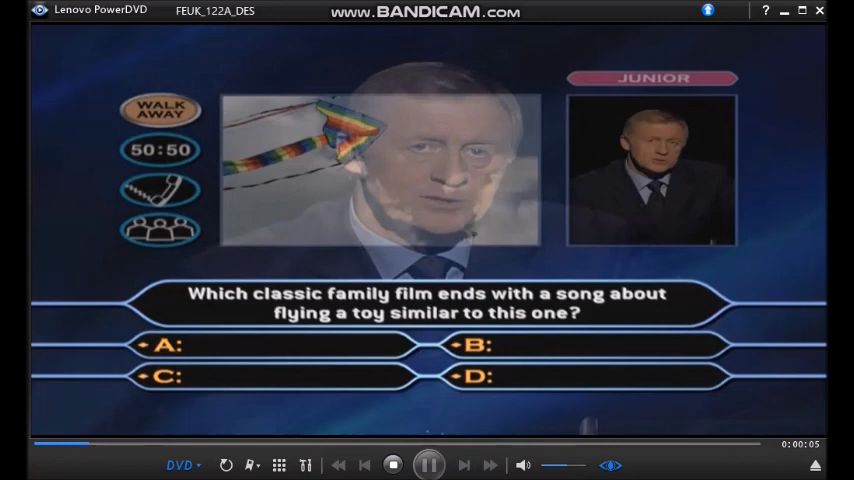 Lenovo PowerDVD
FEUK_122A_DES
www.BANDICAM.com
?
JUNIOR
WALK
AWAY
50:50
Which classic family film ends with a song about
flying a toy similar to this one?
A:
B:
C:
D:
0:00:05
DVD